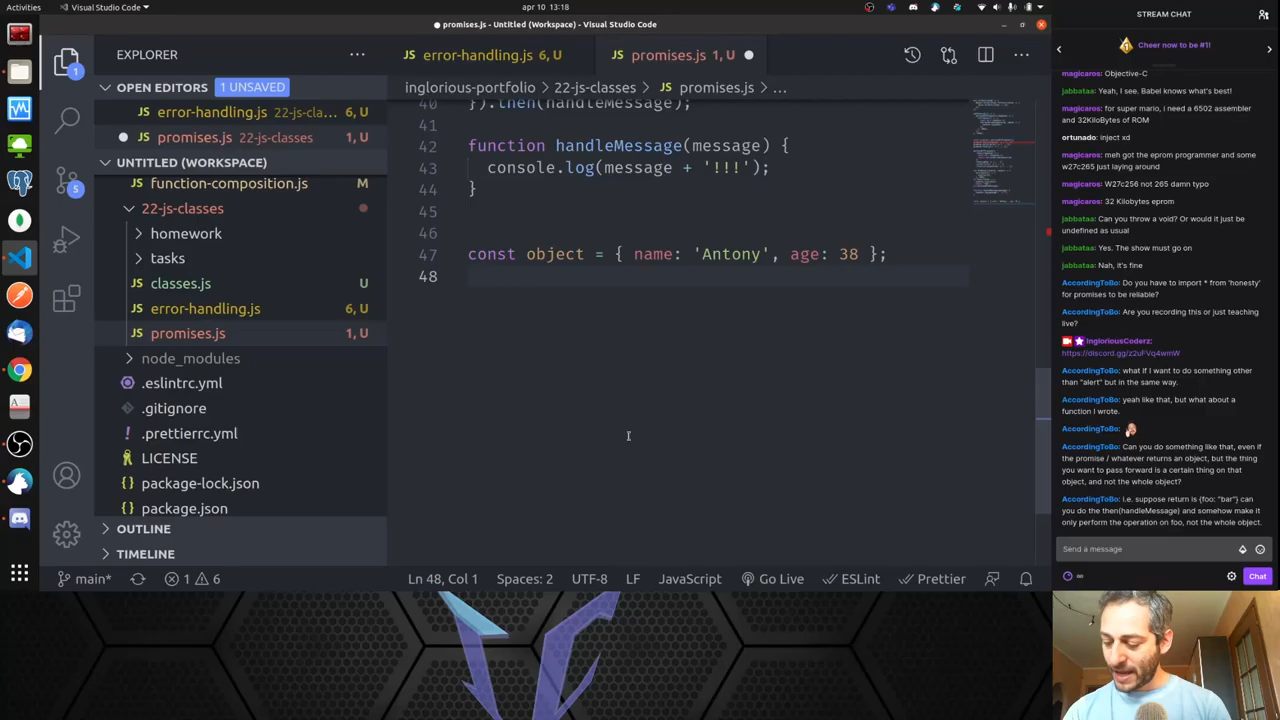 Activities
Visual Studio Code
apr 10 13:18
promises.js - Untitled (Workspace) - Visual Studio Code
EXPLORER
OPEN EDITORS
1 UNSAVED
error-handling.js 22-js-cla... 6, U
promises.js 22-js-classes 1, U
UNTITLED (WORKSPACE)
function-composition.js M
22-js-classes
homework
tasks
classes.js U
error-handling.js 6, U
promises.js 1, U
node_modules
.eslintrc.yml
.gitignore
.prettierrc.yml
LICENSE
package-lock.json
package.json
OUTLINE
TIMELINE
1
5
error-handling.js 6, U
promises.js 1, U
inglorious-portfolio > 22-js-classes > JS promises.js > ...
40 }).then(handleMessage);
41
42 function handleMessage(message) {
43 console.log(message + '!!!');
44 }
45
46
47 const object = { name: 'Antony', age: 38 };
48
main*
1 6
Ln 48, Col 1
Spaces: 2
UTF-8
LF
JavaScript
Go Live
ESLint
Prettier
STREAM CHAT
Cheer now to be #1!
magicaros: Objective-C
jabbataa: Yeah, I see. Babel knows what's best!
magicaros: for super mario, i need a 6502 assembler
and 32KiloBytes of ROM
ortunado: inject xd
magicaros: meh got the eprom programmer and some
w27c265 just laying around
magicaros: W27C256 not 265 damn typo
magicaros: 32 Kilobytes eprom
jabbataa: Can you throw a void? Or would it just be
undefined as usual
jabbataa: Yes. The show must go on
jabbataa: Nah, it's fine
AccordingToBo: Do you have to import * from 'honesty'
for promises to be reliable?
AccordingToBo: Are you recording this or just teaching
live?
IngloriousCoderz:
https://discord.gg/z2uFVq4wmW
AccordingToBo: what if I want to do something other
than "alert" but in the same way.
AccordingToBo: yeah like that, but what about a
function I wrote.
AccordingToBo:
AccordingToBo: Can you do something like that, even if
the promise / whatever returns an object, but the thing
you want to pass forward is a certain thing on that
object, and not the whole object?
AccordingToBo: i.e. suppose return is {foo: "bar"} can
you do the then(handleMessage) and somehow make it
only perform the operation on foo, not the whole object.
Send a message
∞
Chat